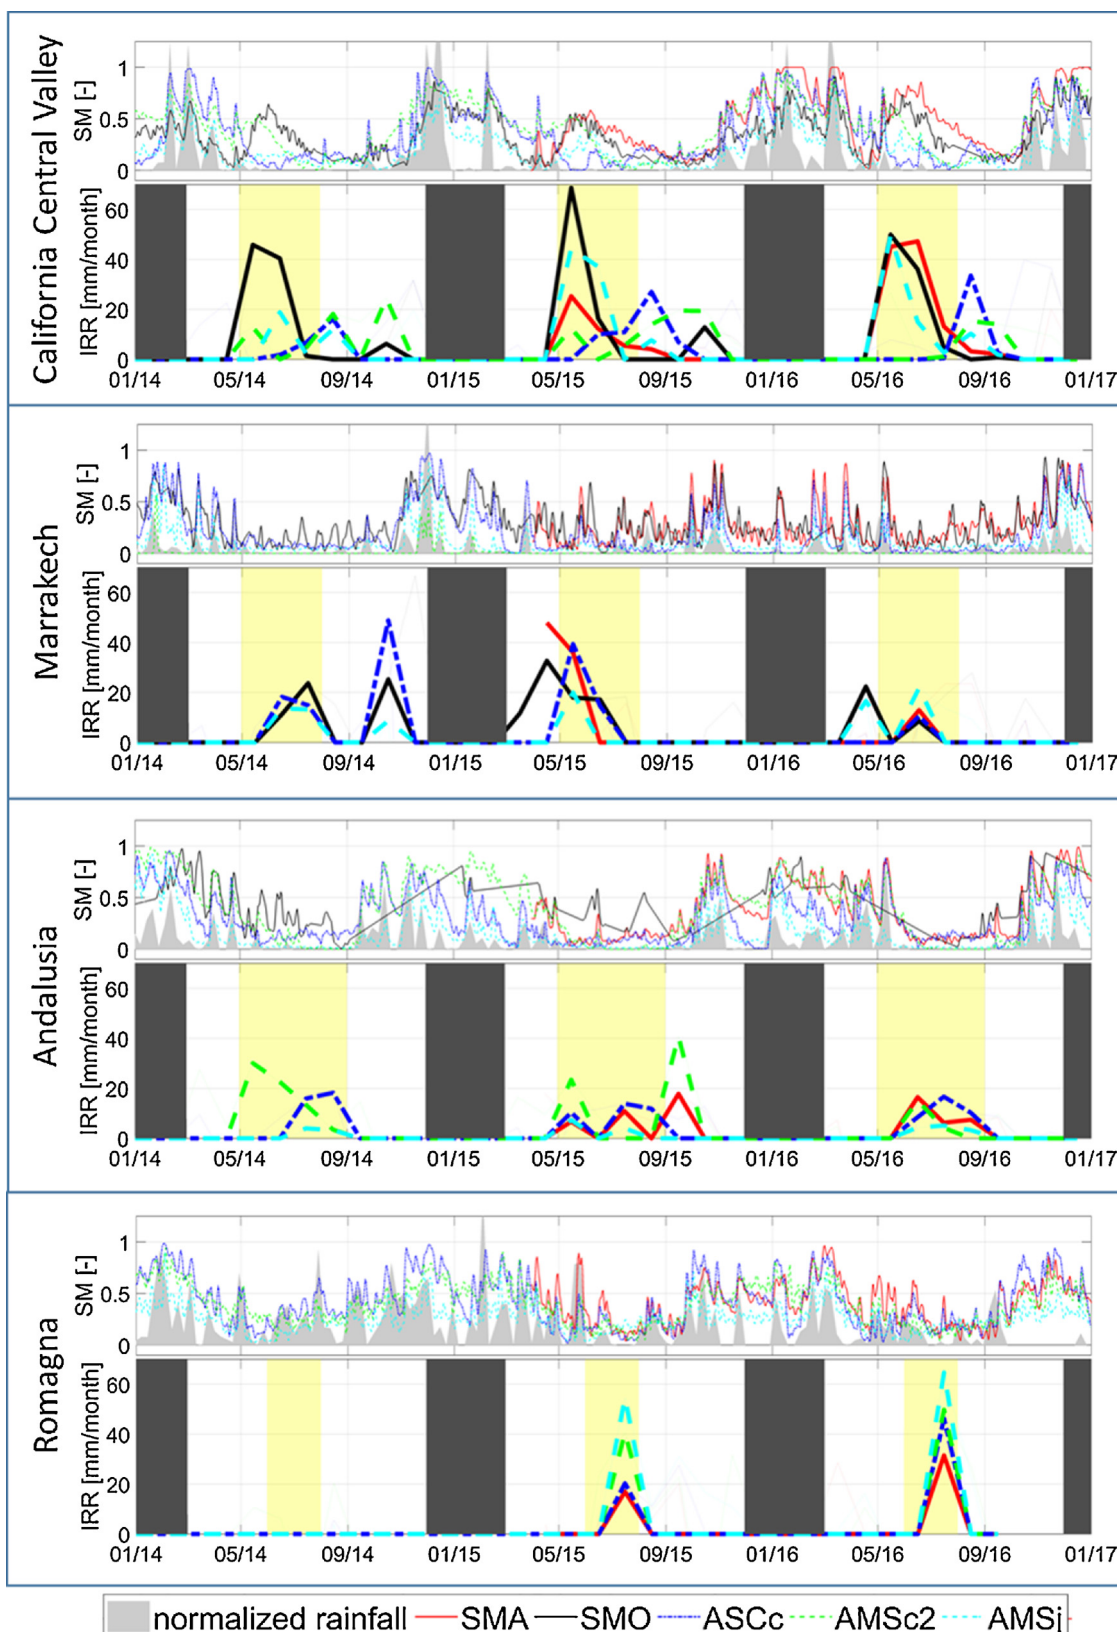 California Central Valley
SM [-]
1
0.5
0
IRR [mm/month]
60
40
20
0
01/14 05/14 09/14 01/15 05/15 09/15 01/16 05/16 09/16 01/17
Marrakech
SM [-]
1
0.5
0
IRR [mm/month]
60
40
20
0
01/14 05/14 09/14 01/15 05/15 09/15 01/16 05/16 09/16 01/17
Andalusia
SM [-]
1
0.5
0
IRR [mm/month]
60
40
20
0
01/14 05/14 09/14 01/15 05/15 09/15 01/16 05/16 09/16 01/17
Romagna
SM [-]
1
0.5
0
IRR [mm/month]
60
40
20
0
01/14 05/14 09/14 01/15 05/15 09/15 01/16 05/16 09/16 01/17
normalized rainfall SMA SMO ASCc AMSc2 AMSj